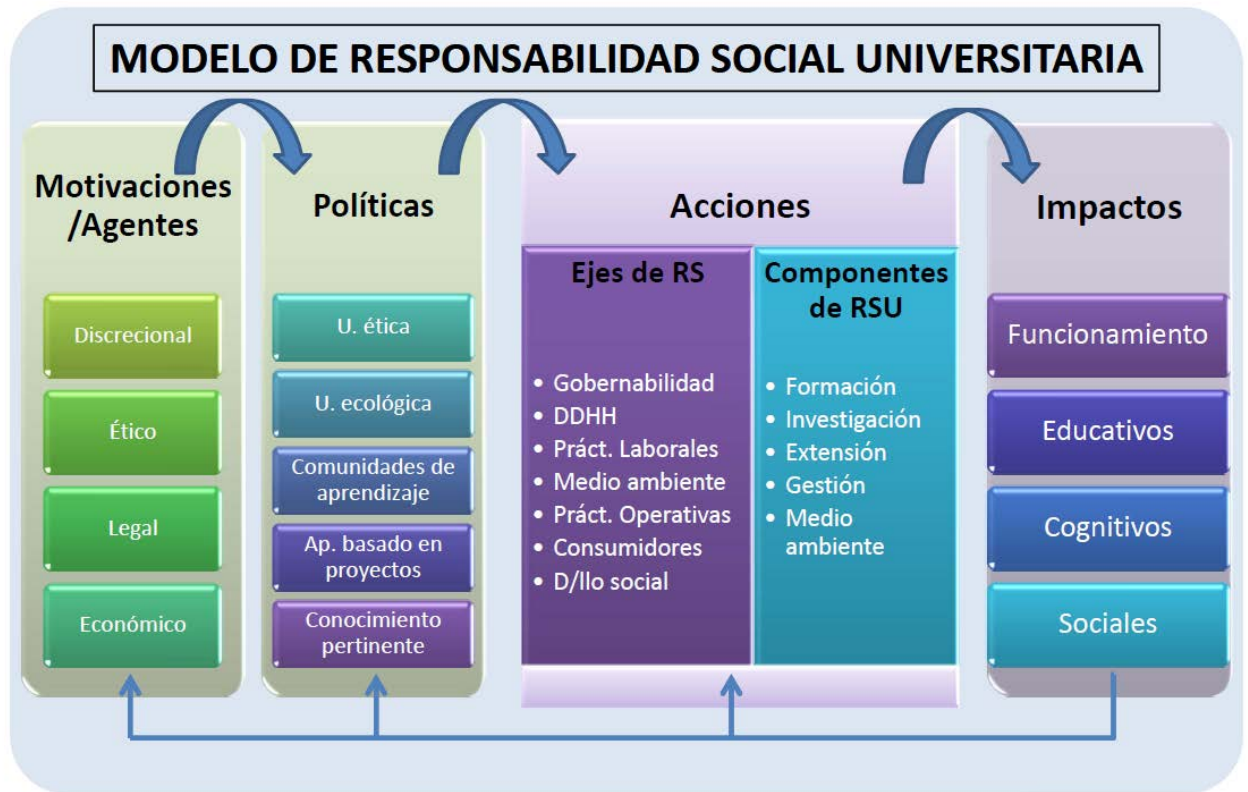 MODELO DE RESPONSABILIDAD SOCIAL UNIVERSITARIA
Motivaciones
/Agentes
Discrecional
Ético
Legal
Económico
Políticas
U. ética
U. ecológica
Comunidades de
aprendizaje
Ap. basado en
proyectos
Conocimiento
pertinente
Acciones
Ejes de RS
• Gobernabilidad
• DDHH
• Práct. Laborales
• Medio ambiente
• Práct. Operativas
• Consumidores
• D/llo social
Componentes
de RSU
• Formación
• Investigación
• Extensión
• Gestión
• Medio
ambiente
Impactos
Funcionamiento
Educativos
Cognitivos
Sociales